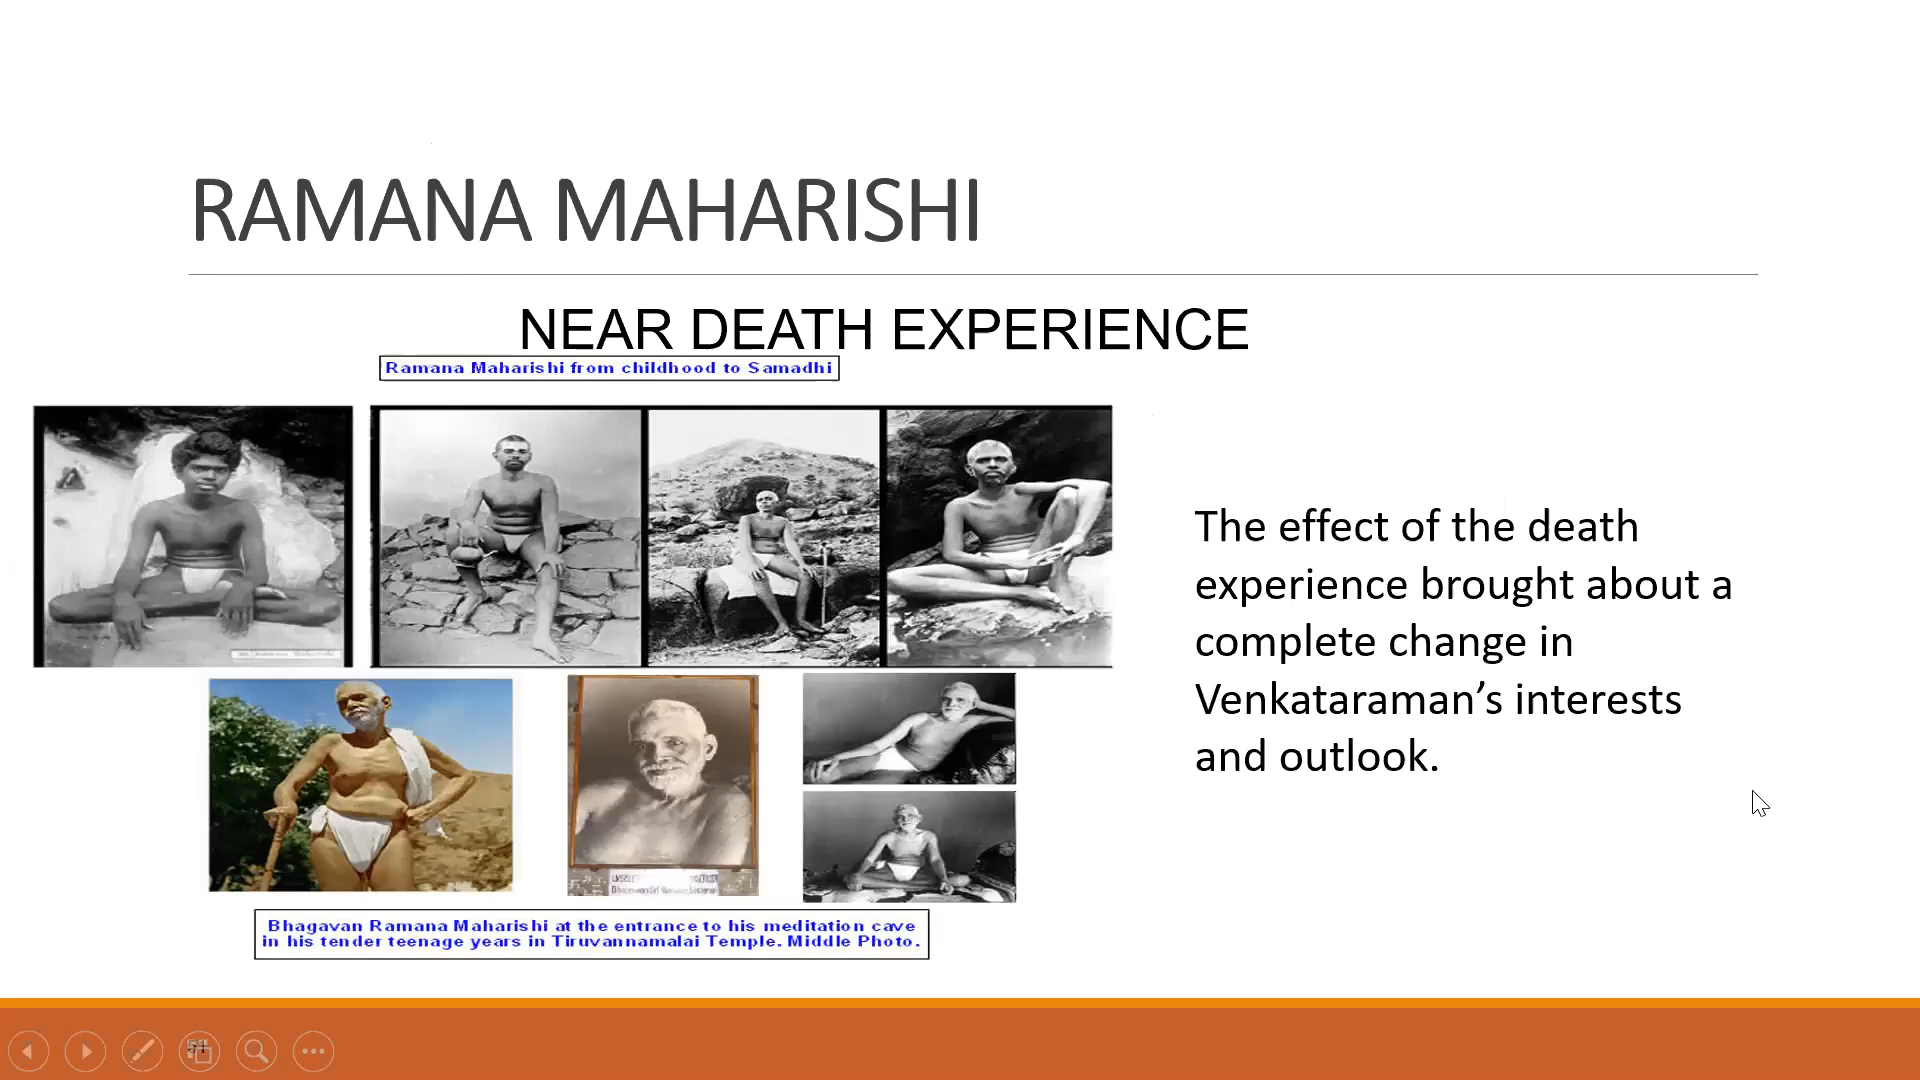 RAMANA MAHARISHI
NEAR DEATH EXPERIENCE
Ramana Maharishi from childhood to Samadhi
The effect of the death
experience brought about a
complete change in
Venkataraman’s interests
and outlook.
Bhagavan Ramana Maharishi at the entrance to his meditation cave
in his tender teenage years in Tiruvannamalai Temple. Middle Photo.